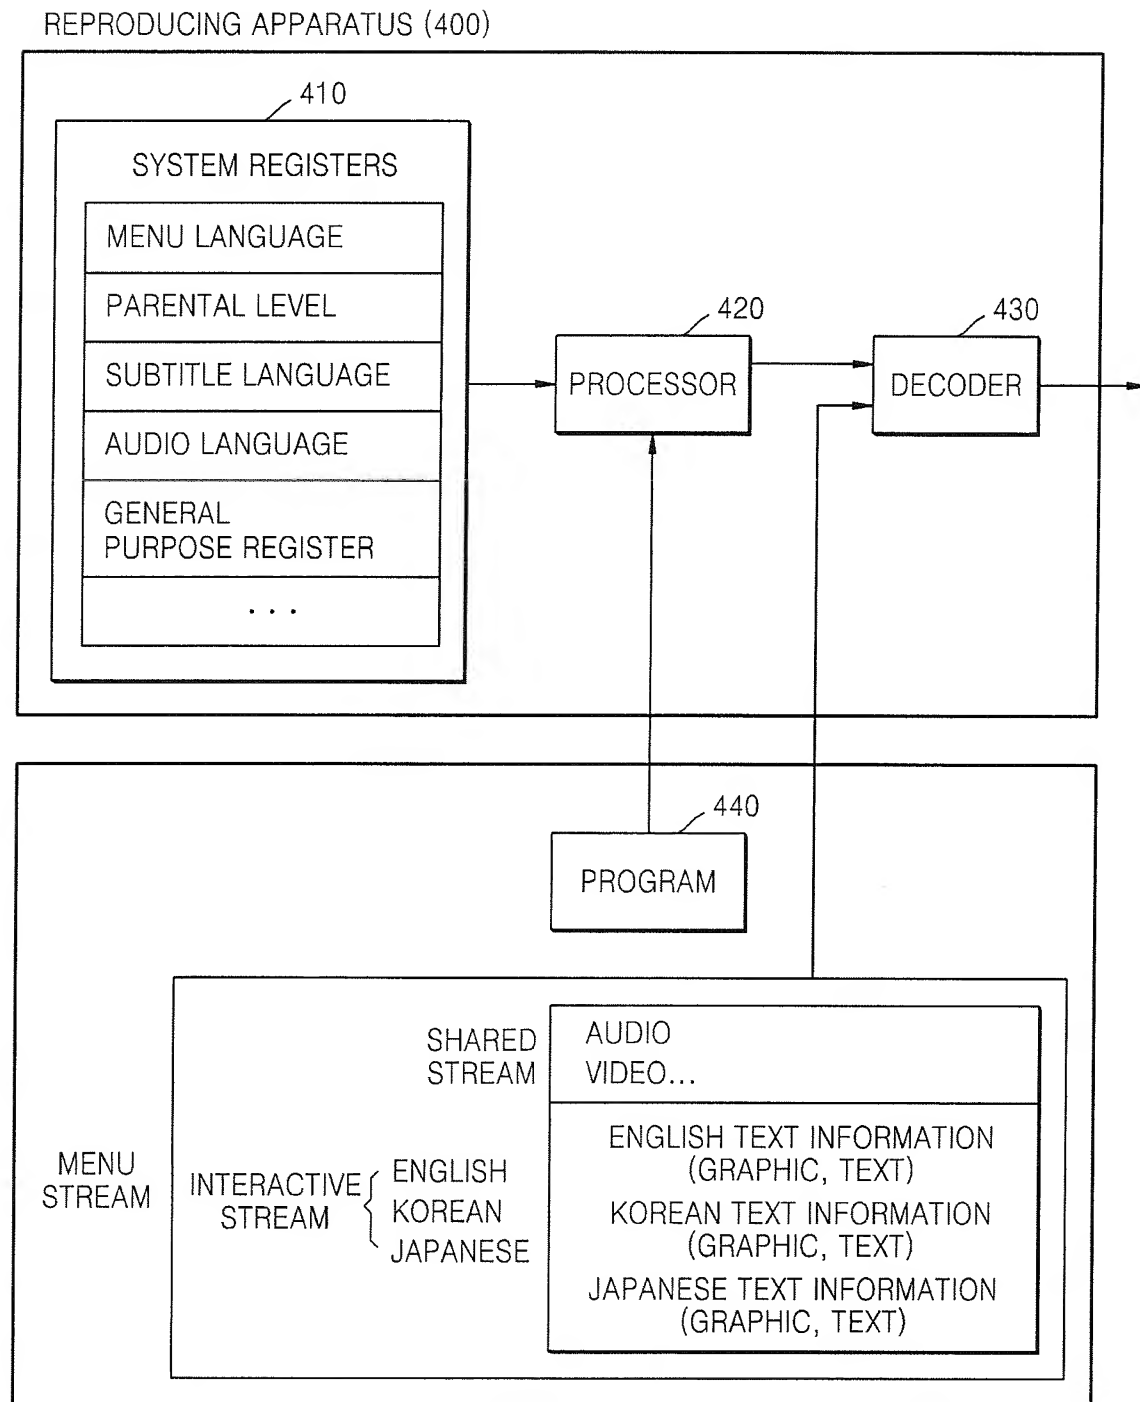 REPRODUCING APPARATUS (400)
410
SYSTEM REGISTERS
MENU LANGUAGE
PARENTAL LEVEL
SUBTITLE LANGUAGE
AUDIO LANGUAGE
GENERAL
PURPOSE REGISTER
...
420
PROCESSOR
430
DECODER
440
PROGRAM
MENU
STREAM
SHARED
STREAM
AUDIO
VIDEO...
INTERACTIVE
STREAM
ENGLISH
KOREAN
JAPANESE
ENGLISH TEXT INFORMATION
(GRAPHIC, TEXT)
KOREAN TEXT INFORMATION
(GRAPHIC, TEXT)
JAPANESE TEXT INFORMATION
(GRAPHIC, TEXT)